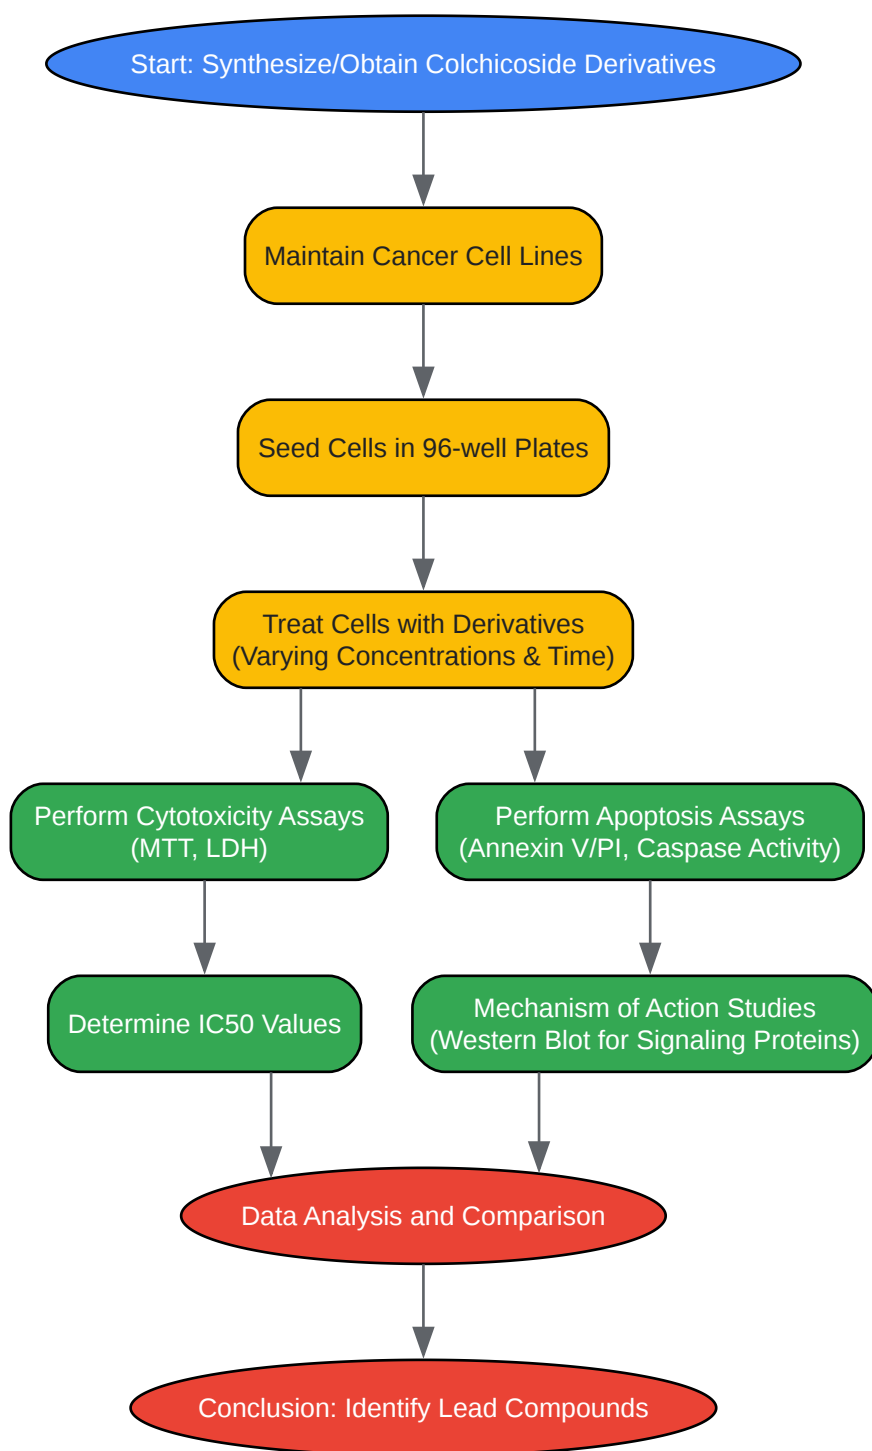 Start: Synthesize/Obtain Colchicoside Derivatives
Maintain Cancer Cell Lines
Seed Cells in 96-well Plates
Treat Cells with Derivatives
(Varying Concentrations & Time)
Perform Cytotoxicity Assays
(MTT, LDH)
Perform Apoptosis Assays
(Annexin V/PI, Caspase Activity)
Determine IC50 Values
Mechanism of Action Studies
(Western Blot for Signaling Proteins)
Data Analysis and Comparison
Conclusion: Identify Lead Compounds